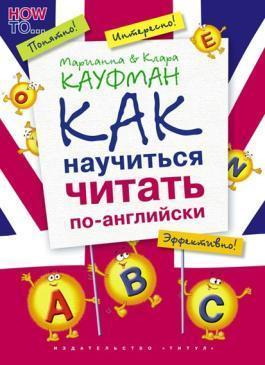 HOW
TO...
Понятно!
Интересно!
Марианна & Клара
КАУФМАН
КАК
научиться
читать
по-английски
Эффективно!
O
E
N
A
B
C
ИЗДАТЕЛЬСТВО «ТИТУЛ»